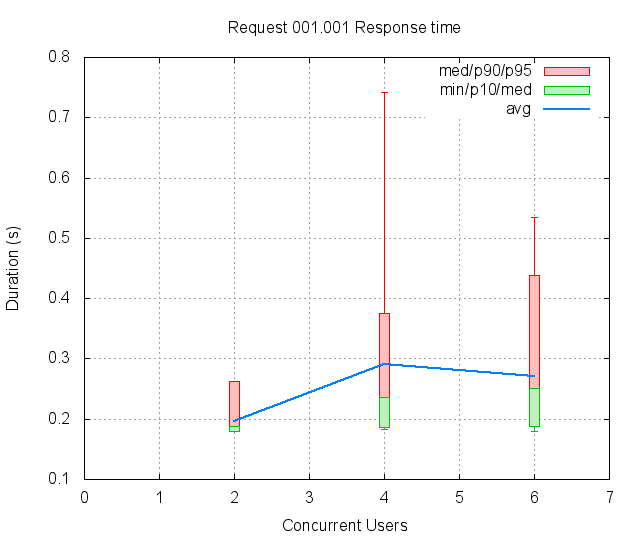 Request 001.001 Response time
0.8
0.7
0.6
0.5
0.4
0.3
0.2
0.1
Duration (s)
med/p90/p95
min/p10/med
avg
0 1 2 3 4 5 6 7
Concurrent Users